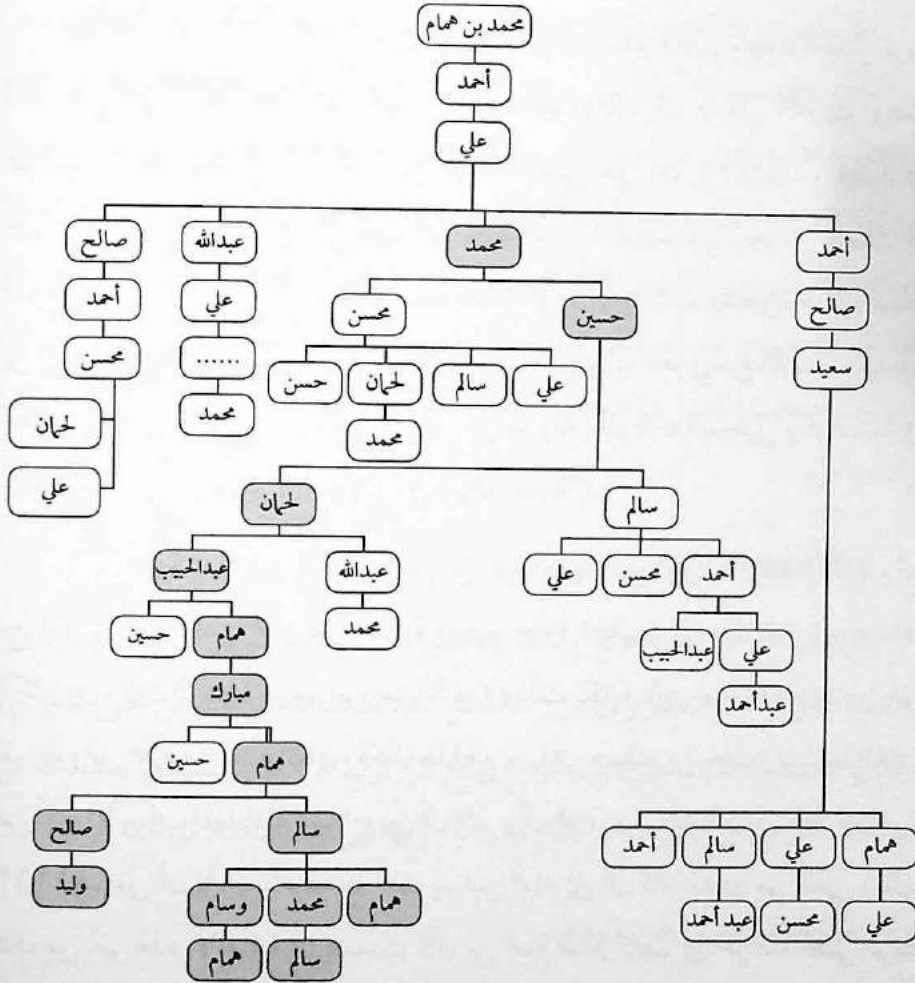 محمد بن همام
أحمد
علي
أحمد
محمد
عبدالله
صالح
صالح
علي
أحمد
حسين
محسن
سعيد
......
محسن
علي
سالم
لحمان
حسن
محمد
لحمان
محمد
علي
سالم
لحمان
أحمد
محسن
علي
عبدالله
عبدالحبيب
علي
عبدالحبيب
محمد
همام
حسين
عبدأحمد
مبارك
همام
حسين
همام
علي
سالم
أحمد
سالم
صالح
علي
محسن
عبد أحمد
همام
محمد
وسام
وليد
سالم
همام